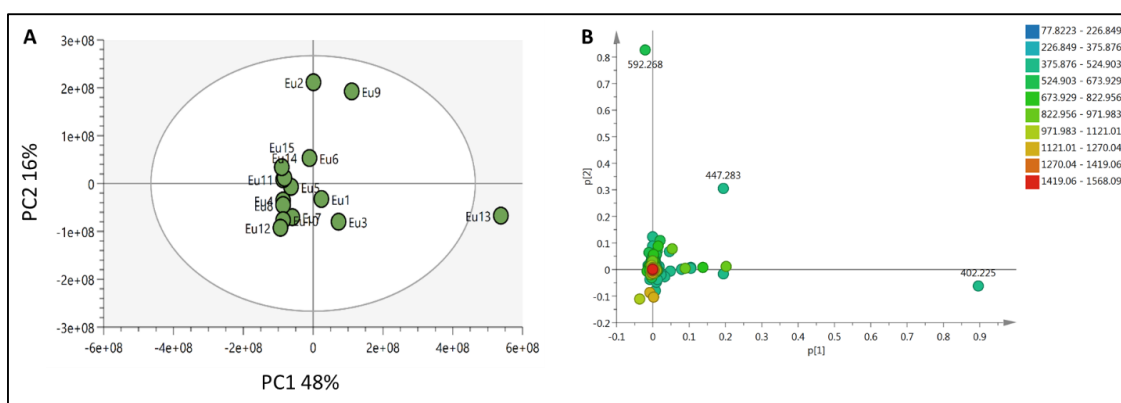 A
3e+08
2e+08
1e+08
0
-1e+08
-2e+08
-3e+08
PC2 16%
Eu2
Eu9
Eu15
Eu14
Eu6
Eu11
Eu5
Eu1
Eu8
Eu3
Eu13
Eu12
-6e+08 -4e+08 -2e+08 0 2e+08 4e+08 6e+08
PC1 48%
B
0.8
0.7
0.6
0.5
0.4
0.3
0.2
0.1
0
-0.1
-0.2
p[2]
592.268
447.283
402.225
-0.1 0 0.1 0.2 0.3 0.4 0.5 0.6 0.7 0.8 0.9
p[1]
77.8223 - 226.849
226.849 - 375.876
375.876 - 524.903
524.903 - 673.929
673.929 - 822.956
822.956 - 971.983
971.983 - 1121.01
1121.01 - 1270.04
1270.04 - 1419.06
1419.06 - 1568.09